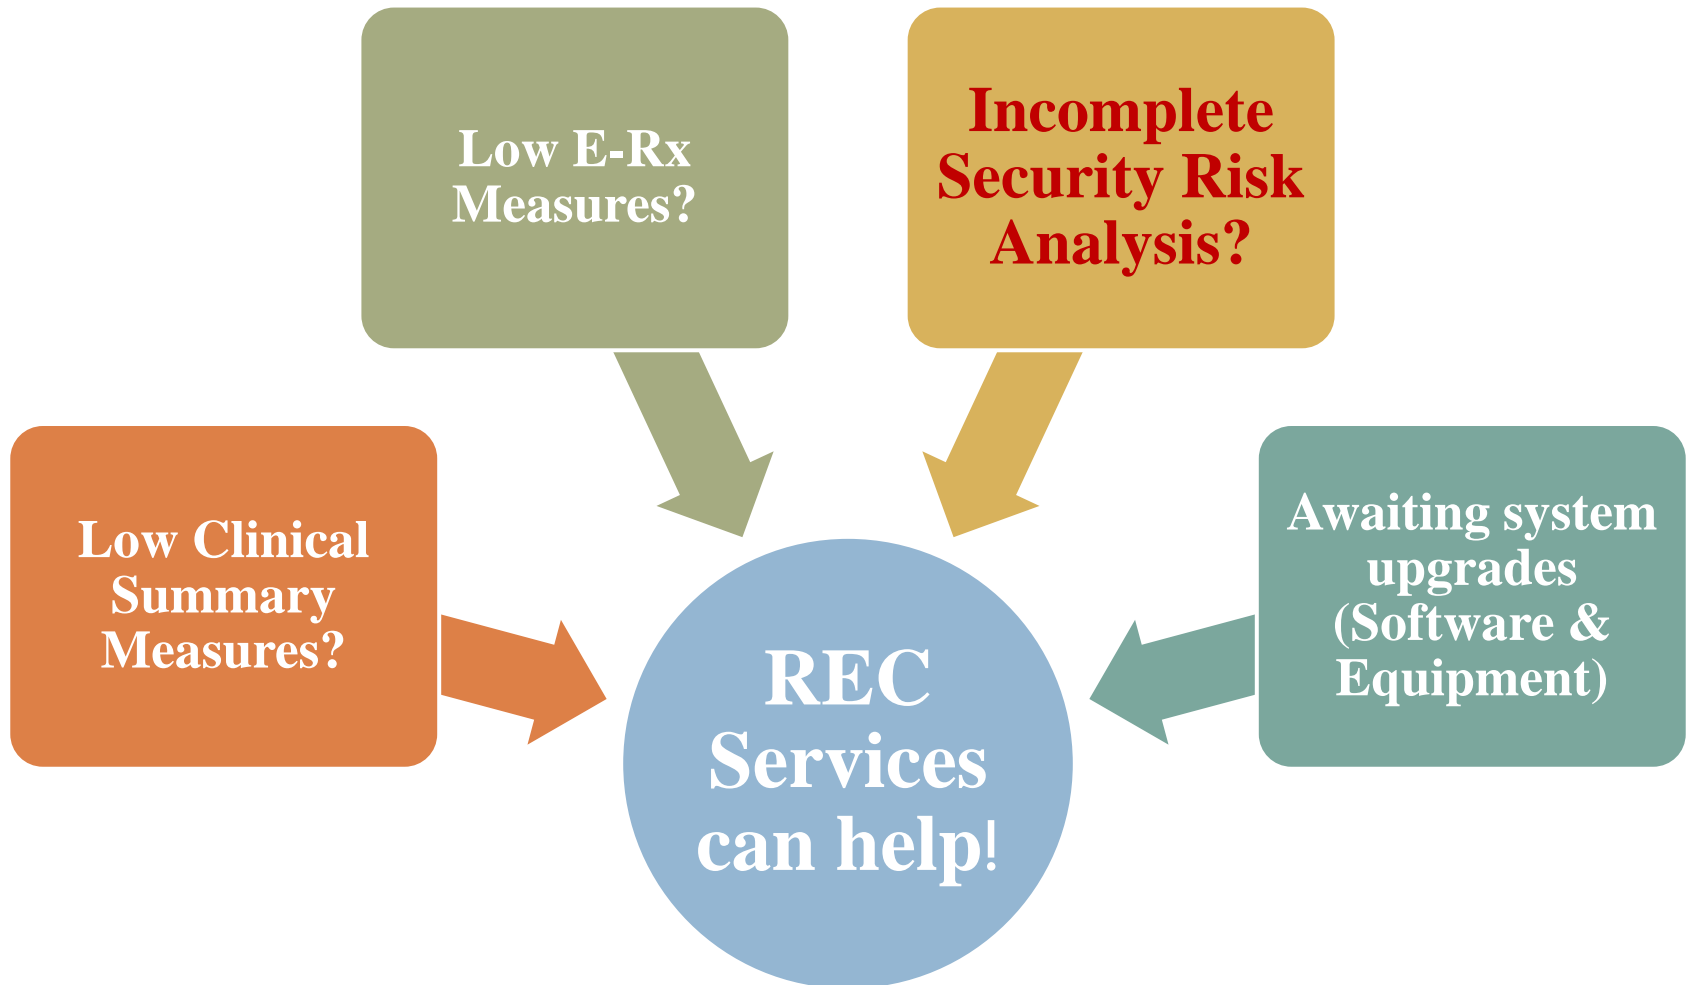 Low E-Rx
Measures?
Incomplete
Security Risk
Analysis?
Low Clinical
Summary
Measures?
Awaiting system
upgrades
(Software &
Equipment)
REC
Services
can help!